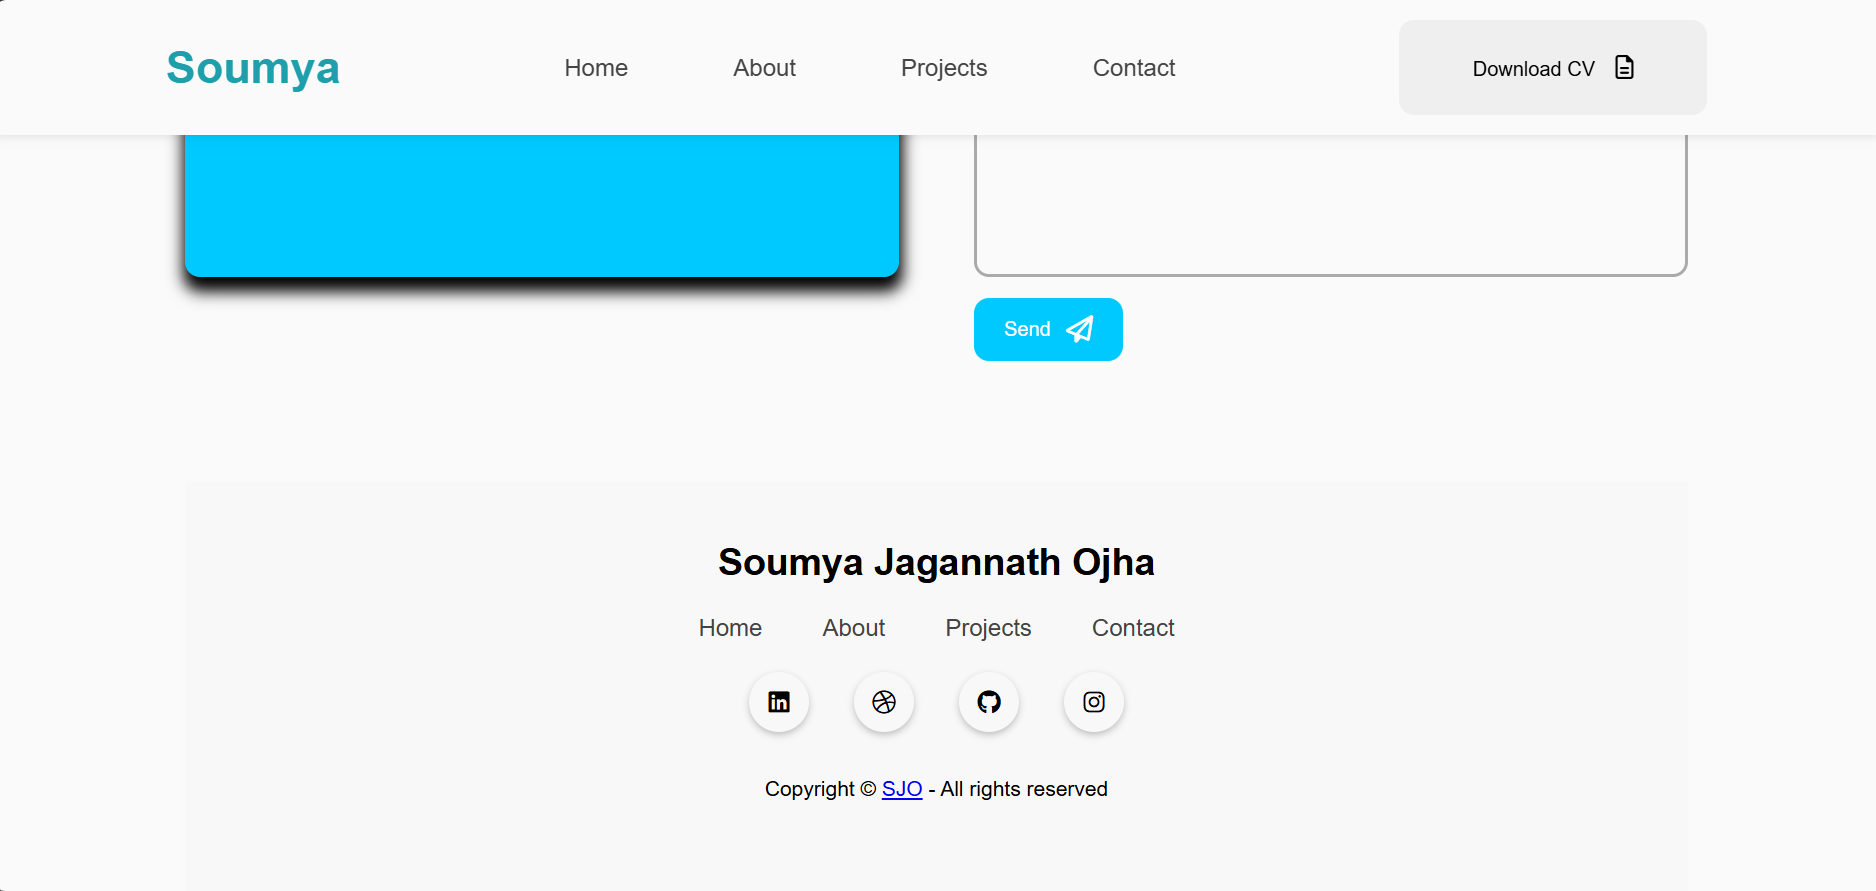 Soumya
Home About Projects Contact
Download CV
Send
Soumya Jagannath Ojha
Home About Projects Contact
Copyright © SJO - All rights reserved